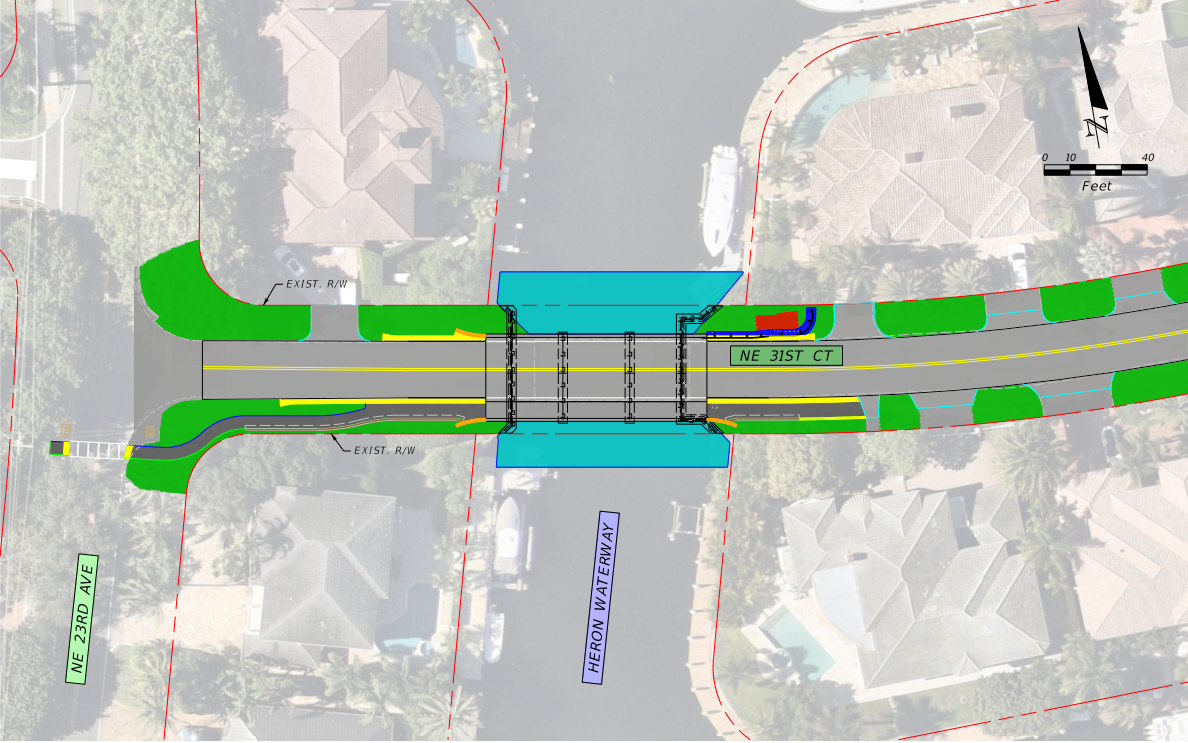 N
0 10 40
Feet
EXIST. R/W
NE 31ST CT
EXIST. R/W
NE 23RD AVE
HERON WATERWAY